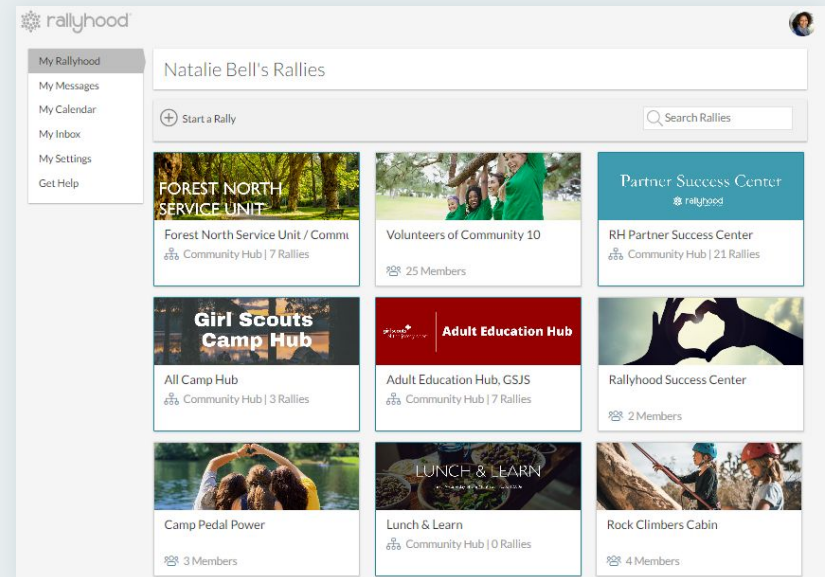 rallyhood
My Rallyhood
My Messages
My Calendar
My Inbox
My Settings
Get Help
Natalie Bell's Rallies
Start a Rally
Search Rallies
FOREST NORTH
SERVICE UNIT
Forest North Service Unit / Commu
Community Hub | 7 Rallies
Volunteers of Community 10
25 Members
Partner Success Center
rallyhood
RH Partner Success Center
Community Hub | 21 Rallies
Girl Scouts
Camp Hub
All Camp Hub
Community Hub | 3 Rallies
girl scouts
Adult Education Hub
Adult Education Hub, GSJS
Community Hub | 7 Rallies
Rallyhood Success Center
2 Members
Camp Pedal Power
3 Members
LUNCH & LEARN
Lunch & Learn
Community Hub | 0 Rallies
Rock Climbers Cabin
4 Members